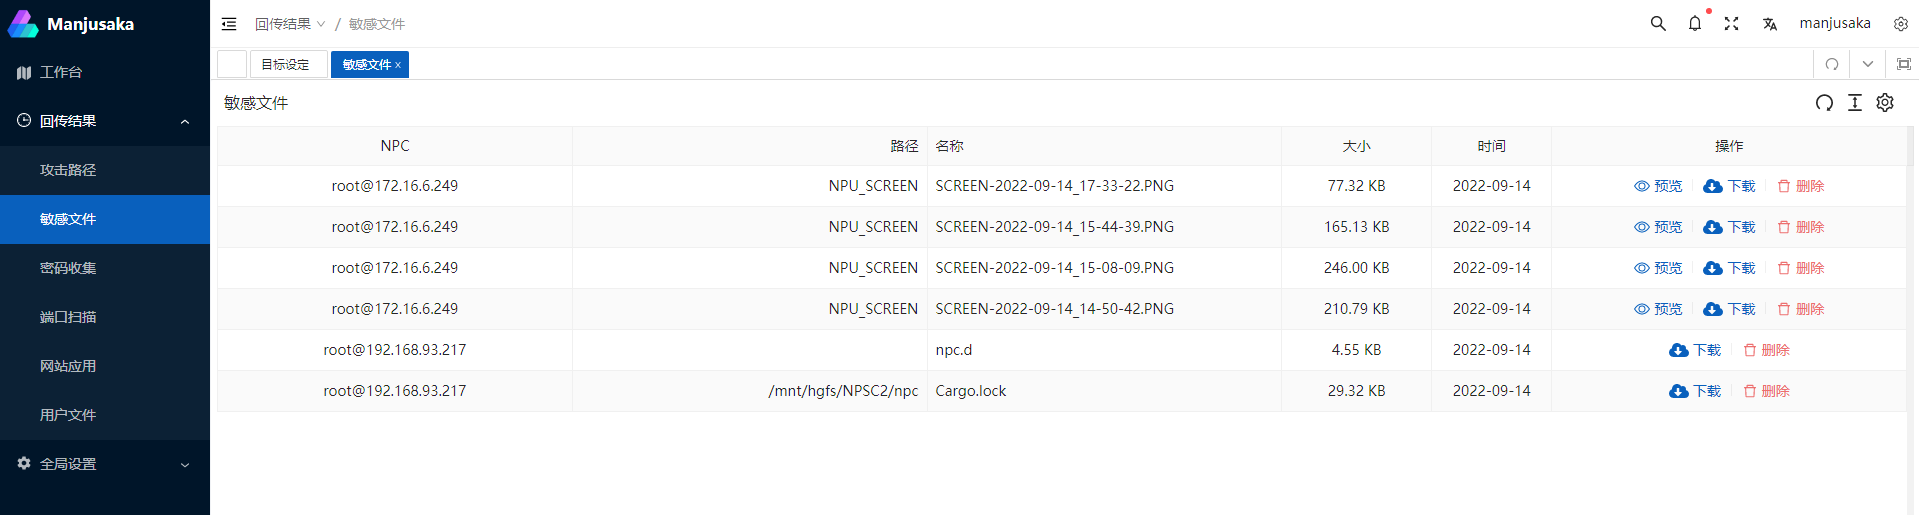 Manjusaka
回传结果 / 敏感文件
manjusaka
工作台
目标设定
敏感文件 ×
回传结果
敏感文件
NPC 路径 名称 大小 时间 操作
攻击路径
root@172.16.6.249 NPU_SCREEN SCREEN-2022-09-14_17-33-22.PNG 77.32 KB 2022-09-14 预览 下载 删除
敏感文件
root@172.16.6.249 NPU_SCREEN SCREEN-2022-09-14_15-44-39.PNG 165.13 KB 2022-09-14 预览 下载 删除
密码收集
root@172.16.6.249 NPU_SCREEN SCREEN-2022-09-14_15-08-09.PNG 246.00 KB 2022-09-14 预览 下载 删除
端口扫描
root@172.16.6.249 NPU_SCREEN SCREEN-2022-09-14_14-50-42.PNG 210.79 KB 2022-09-14 预览 下载 删除
网站应用
root@192.168.93.217 npc.d 4.55 KB 2022-09-14 下载 删除
用户文件
root@192.168.93.217 /mnt/hgfs/NPSC2/npc Cargo.lock 29.32 KB 2022-09-14 下载 删除
全局设置